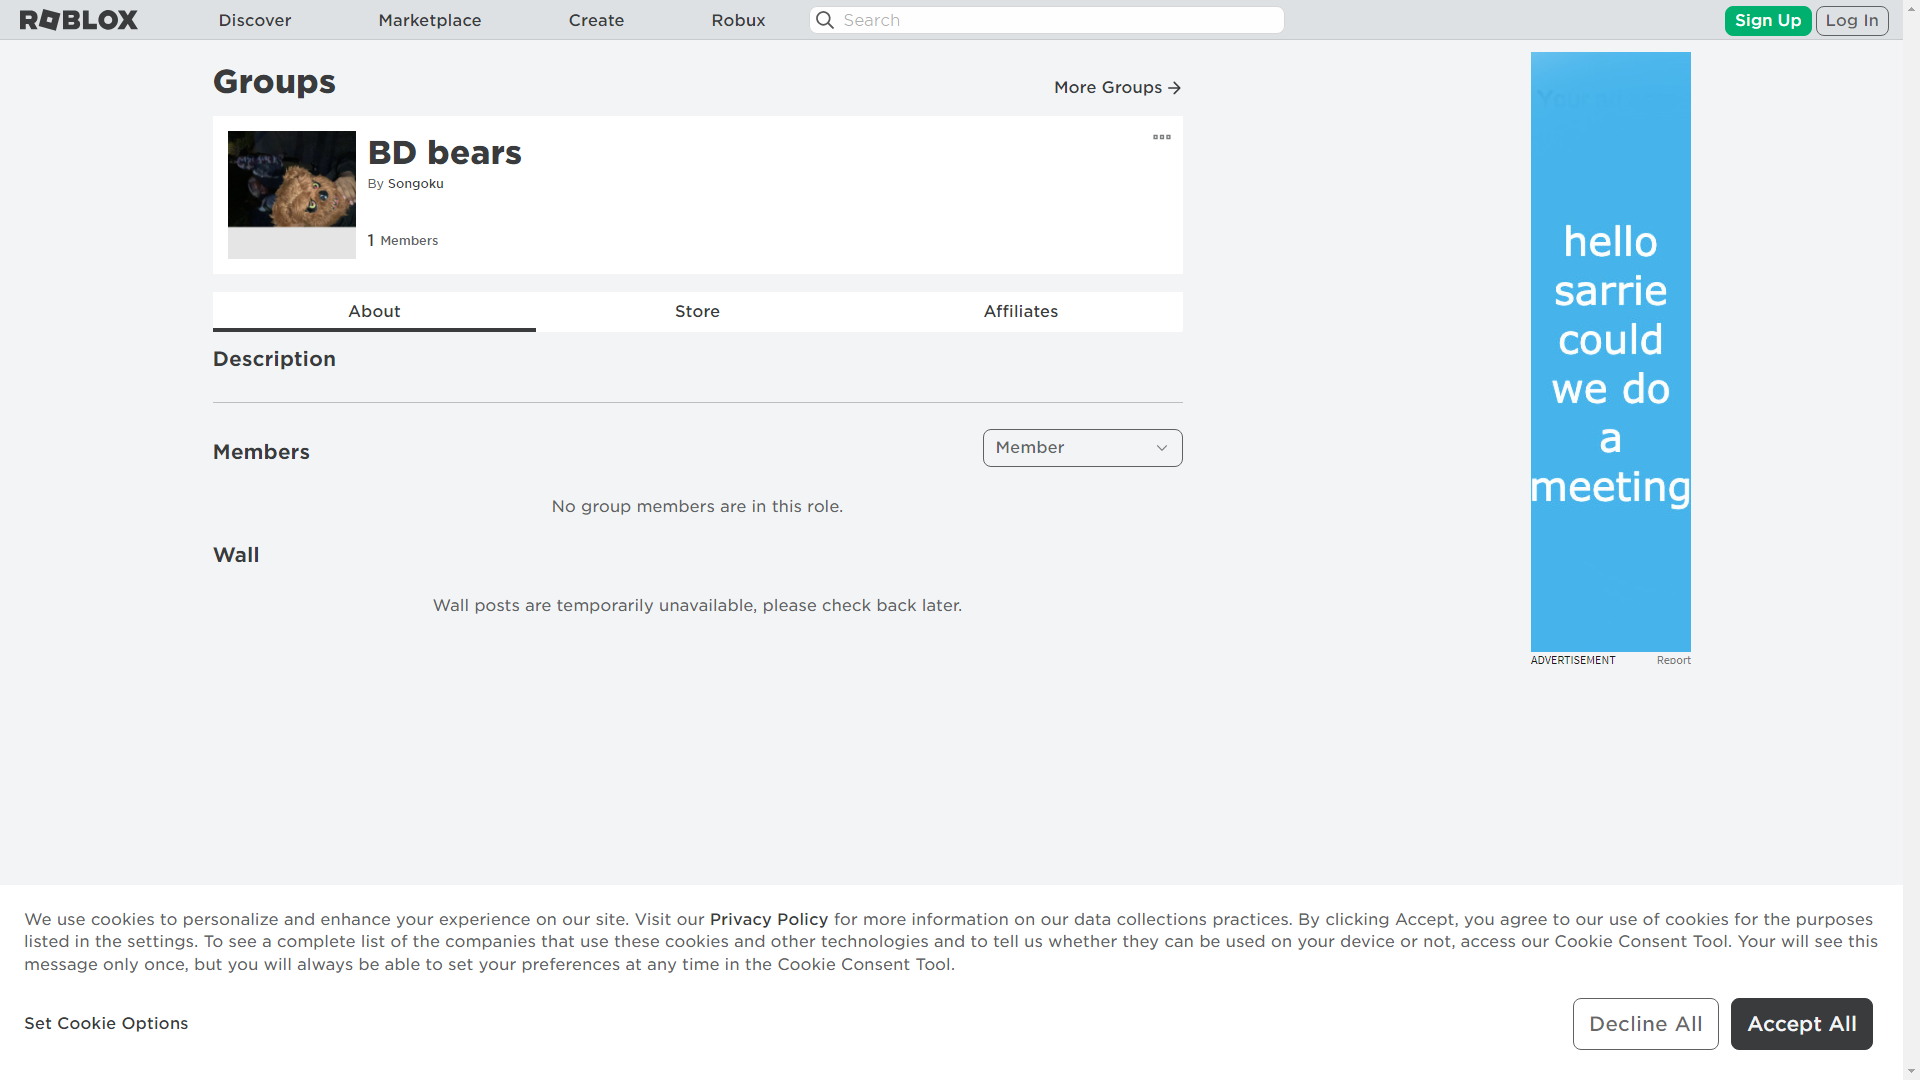 ROBLOX
Discover
Marketplace
Create
Robux
Search
Sign Up
Log In
Groups
More Groups
BD bears
By Songoku
1 Members
About
Store
Affiliates
Description
Members
Member
No group members are in this role.
Wall
Wall posts are temporarily unavailable, please check back later.
hello
sarrie
could
we do
a
meeting
ADVERTISEMENT
Report
We use cookies to personalize and enhance your experience on our site. Visit our Privacy Policy for more information on our data collections practices. By clicking Accept, you agree to our use of cookies for the purposes
listed in the settings. To see a complete list of the companies that use these cookies and other technologies and to tell us whether they can be used on your device or not, access our Cookie Consent Tool. Your will see this
message only once, but you will always be able to set your preferences at any time in the Cookie Consent Tool.
Set Cookie Options
Decline All
Accept All